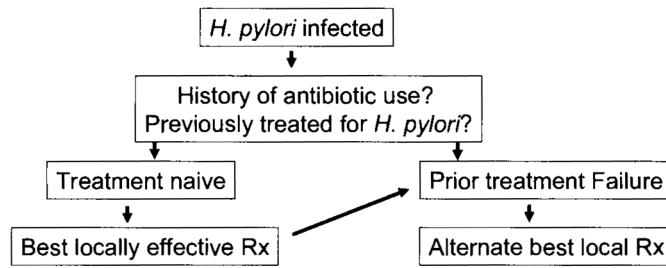 H. pylori infected
History of antibiotic use?
Previously treated for H. pylori?
Treatment naive
Prior treatment Failure
Best locally effective Rx
Alternate best local Rx